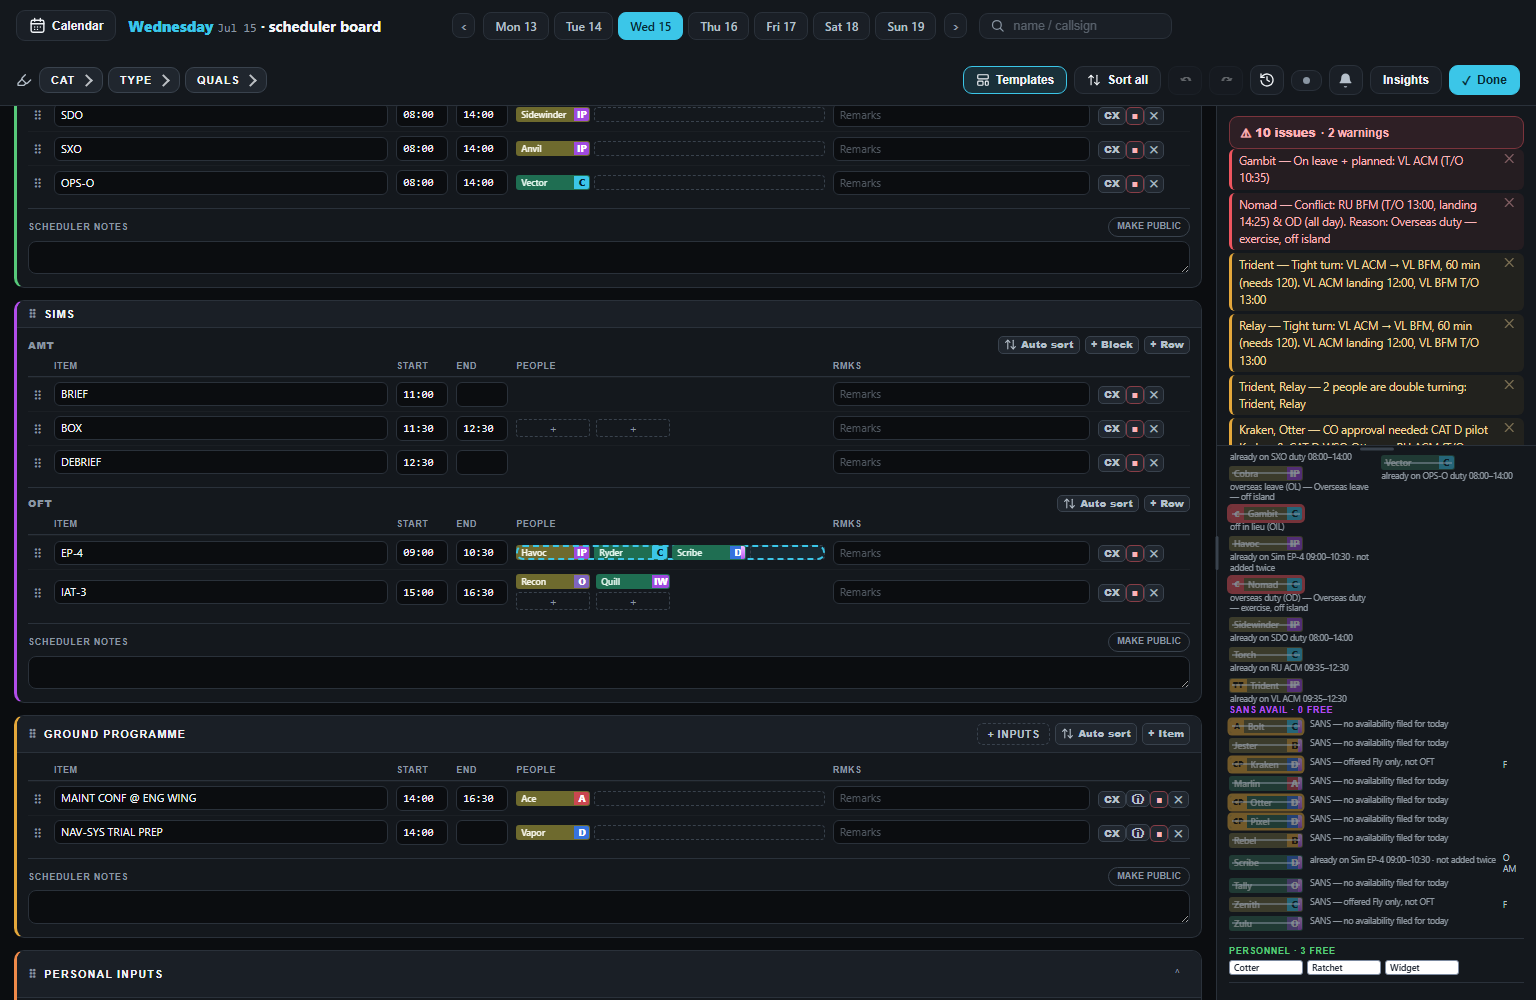 Calendar
Wednesday Jul 15 · scheduler board
‹ Mon 13 Tue 14 Wed 15 Thu 16 Fri 17 Sat 18 Sun 19 ›
name / callsign
CAT TYPE QUALS
Templates Sort all Insights ✓ Done
SDO 08:00 14:00 Sidewinder IP Remarks CX
SXO 08:00 14:00 Anvil IP Remarks CX
OPS-O 08:00 14:00 Vector C Remarks CX
SCHEDULER NOTES MAKE PUBLIC
SIMS
AMT Auto sort + Block + Row
ITEM START END PEOPLE RMKS
BRIEF 11:00 Remarks CX
BOX 11:30 12:30 + + Remarks CX
DEBRIEF 12:30 Remarks CX
OFT Auto sort + Row
ITEM START END PEOPLE RMKS
EP-4 09:00 10:30 Havoc IP Ryder C Scribe D Remarks CX
IAT-3 15:00 16:30 Recon O Quill IW Remarks CX
+ +
SCHEDULER NOTES MAKE PUBLIC
GROUND PROGRAMME + INPUTS Auto sort + Item
ITEM START END PEOPLE RMKS
MAINT CONF @ ENG WING 14:00 16:30 Ace A Remarks CX
NAV-SYS TRIAL PREP 14:00 Vapor D Remarks CX
SCHEDULER NOTES MAKE PUBLIC
PERSONAL INPUTS
⚠ 10 issues · 2 warnings
Gambit — On leave + planned: VL ACM (T/O
10:35)
Nomad — Conflict: RU BFM (T/O 13:00, landing
14:25) & OD (all day). Reason: Overseas duty —
exercise, off island
Trident — Tight turn: VL ACM → VL BFM, 60 min
(needs 120). VL ACM landing 12:00, VL BFM T/O
13:00
Relay — Tight turn: VL ACM → VL BFM, 60 min
(needs 120). VL ACM landing 12:00, VL BFM T/O
13:00
Trident, Relay — 2 people are double turning:
Trident, Relay
Kraken, Otter — CO approval needed: CAT D pilot
already on SXO duty 08:00–14:00
Cobra IP
overseas leave (OL) — Overseas leave
— off island
Gambit C
off in lieu (OIL)
Havoc IP
already on Sim EP-4 09:00–10:30 · not
added twice
Nomad C
overseas duty (OD) — Overseas duty
— exercise, off island
Sidewinder IP
already on SDO duty 08:00–14:00
Torch C
already on RU ACM 09:35–12:30
Trident IP
already on VL ACM 09:35–12:30
Vector C
already on OPS-O duty 08:00–14:00
SANS AVAIL · 0 FREE
Bolt C SANS — no availability filed for today
Jester SANS — no availability filed for today
Kraken D SANS — offered Fly only, not OFT F
Marlin A SANS — no availability filed for today
Otter D SANS — no availability filed for today
Pixel D SANS — no availability filed for today
Rebel SANS — no availability filed for today
Scribe D already on Sim EP-4 09:00–10:30 · not added twice O
AM
Tally O SANS — no availability filed for today
Zenith C SANS — offered Fly only, not OFT F
Zulu O SANS — no availability filed for today
PERSONNEL · 3 FREE
Cotter Ratchet Widget